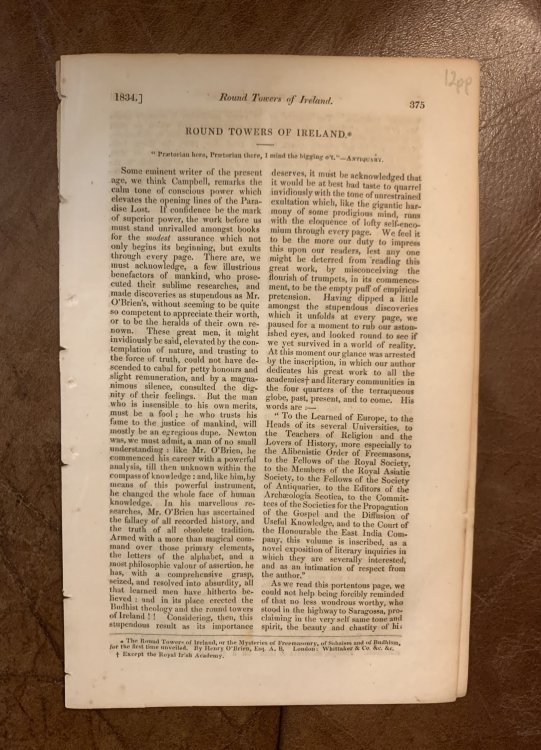 12pp
1834.] Round Towers of Ireland. 375
ROUND TOWERS OF IRELAND.*
" Prætorian here, Prætorian there, I mind the bigging o't."—ANTIQUARY.
Some eminent writer of the present
age, we think Campbell, remarks the
calm tone of conscious power which
elevates the opening lines of the Para-
dise Lost. If confidence be the mark
of superior power, the work before us
must stand unrivalled amongst books
for the modest assurance which not
only begins its beginning, but exults
through every page. There are, we
must acknowledge, a few illustrious
benefactors of mankind, who prose-
cuted their sublime researches, and
made discoveries as stupendous as Mr.
O'Brien's, without seeming to be quite
so competent to appreciate their worth,
or to be the heralds of their own re-
nown. These great men, it might
invidiously be said, elevated by the con-
templation of nature, and trusting to
the force of truth, could not have de-
scended to cabal for petty honours and
slight remuneration, and by a magna-
nimous silence, consulted the dig-
nity of their feelings. But the man
who is insensible to his own merits,
must be a fool; he who trusts his
fame to the justice of mankind, will
mostly be an egregious dupe. Newton
was, we must admit, a man of no small
understanding: like Mr. O'Brien, he
commenced his career with a powerful
analysis, till then unknown within the
compass of knowledge: and, like him, by
means of this powerful instrument,
he changed the whole face of human
knowledge. In his marvellous re-
searches, Mr. O'Brien has ascertained
the fallacy of all recorded history, and
the truth of all obsolete tradition.
Armed with a more than magical com-
mand over those primary elements,
the letters of the alphabet, and a
most philosophic valour of assertion, he
has, with a comprehensive grasp,
seized, and resolved into absurdity, all
that learned men have hitherto be-
lieved: and in its place erected the
Budhist theology and the round towers
of Ireland!! Considering, then, this
stupendous result as its importance
deserves, it must be acknowledged that
it would be at best bad taste to quarrel
invidiously with the tone of unrestrained
exultation, which, like the gigantic har-
mony of some prodigious mind, runs
with the eloquence of lofty self-enco-
mium through every page. We feel it
to be the more our duty to impress
this upon our readers, lest any one
might be deterred from reading this
great work, by misconceiving the
flourish of trumpets, in its commence-
ment, to be the empty puff of empirical
pretension. Having dipped a little
amongst the stupendous discoveries
which it unfolds at every page, we
paused for a moment to rub our aston-
ished eyes, and looked round to see if
we yet survived in a world of reality.
At this moment our glance was arrested
by the inscription, in which our author
dedicates his great work to all the
academies† and literary communities in
the four quarters of the terraqueous
globe, past, present, and to come. His
words are :—
" To the Learned of Europe, to the
Heads of its several Universities, to
the Teachers of Religion and the
Lovers of History, more especially to
the Alibenistic Order of Freemasons,
to the Fellows of the Royal Society,
to the Members of the Royal Asiatic
Society, to the Fellows of the Society
of Antiquaries, to the Editors of the
Archæologia Scotica, to the Commit-
tees of the Societies for the Propagation
of the Gospel and the Diffusion of
Useful Knowledge, and to the Court of
the Honourable the East India Com-
pany, this volume is inscribed, as a
novel exposition of literary inquiries in
which they are severally interested,
and as an intimation of respect from
the author."
As we read this portentous page, we
could not help being forcibly reminded
of that no less wondrous worthy, who
stood in the highway to Saragossa, pro-
claiming in the very self same tone and
spirit, the beauty and chastity of his
* The Round Towers of Ireland, or the Mysteries of Freemasonry, of Sabaism and of Budhism,
for the first time unveiled. By Henry O'Brien, Esq. A. B. London: Whittaker & Co. &c. &c.
† Except the Royal Irish Academy.